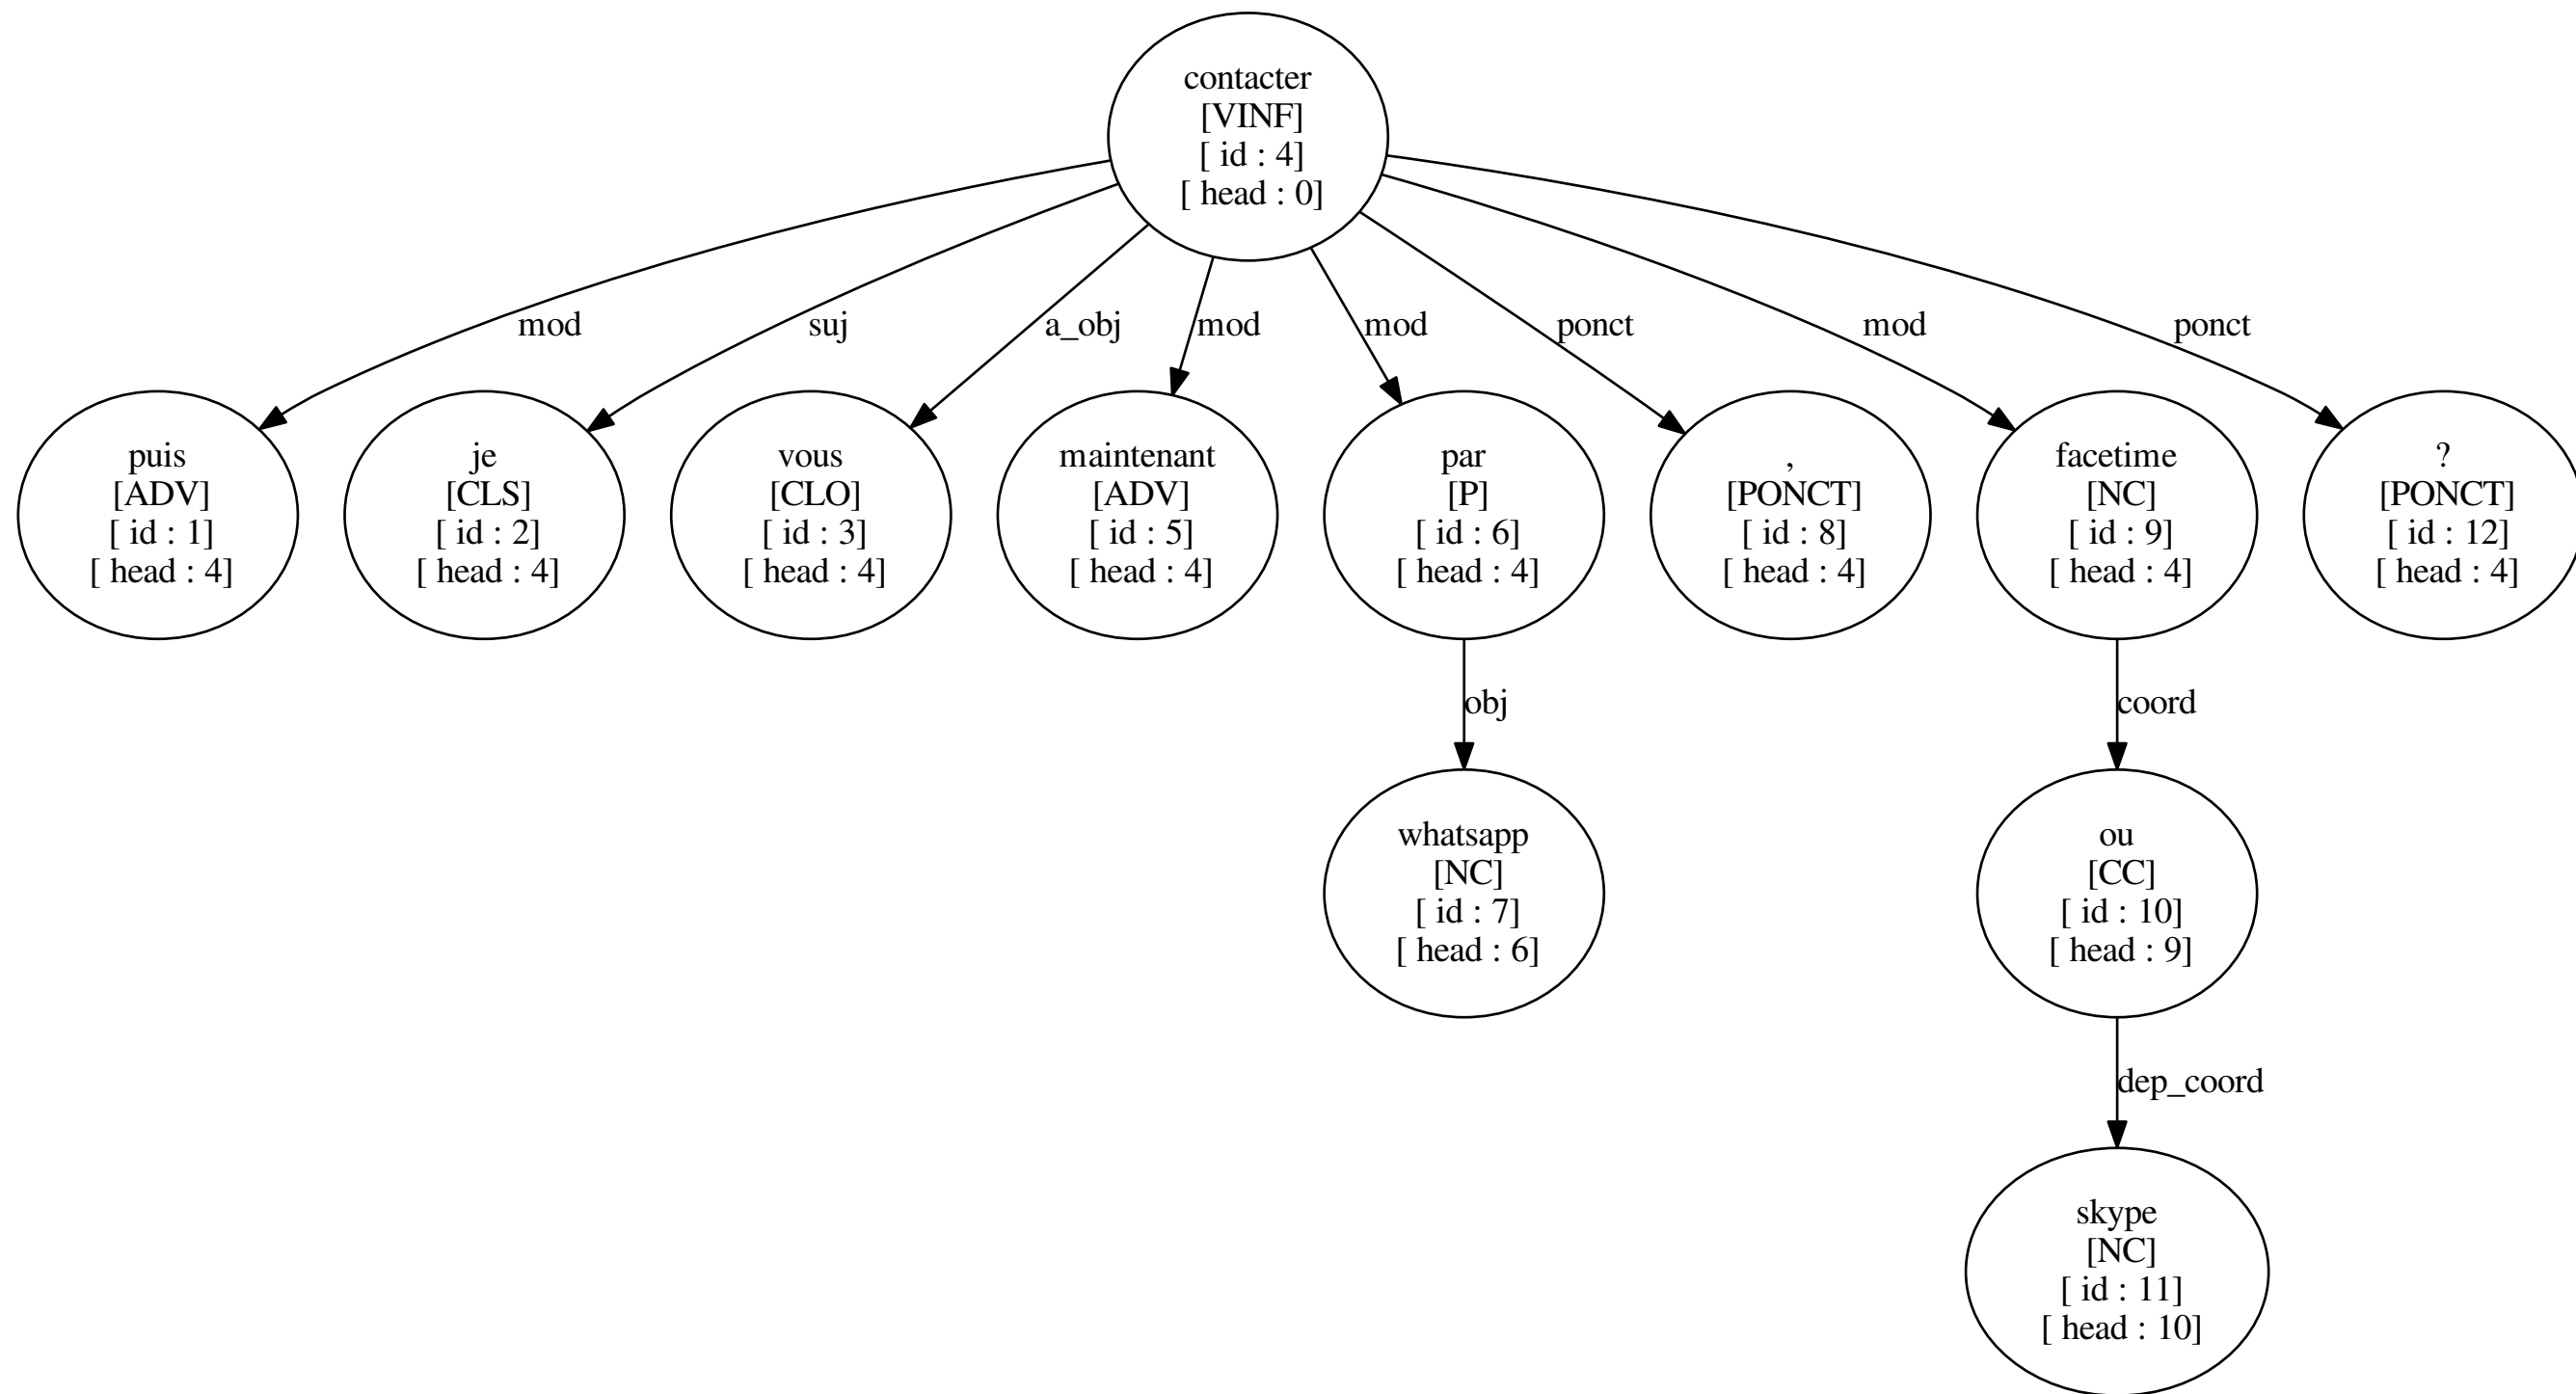 contacter
[VINF]
[ id : 4]
[ head : 0]
mod
suj
a_obj
mod
mod
ponct
mod
ponct
puis
[ADV]
[ id : 1]
[ head : 4]
je
[CLS]
[ id : 2]
[ head : 4]
vous
[CLO]
[ id : 3]
[ head : 4]
maintenant
[ADV]
[ id : 5]
[ head : 4]
par
[P]
[ id : 6]
[ head : 4]
,
[PONCT]
[ id : 8]
[ head : 4]
facetime
[NC]
[ id : 9]
[ head : 4]
?
[PONCT]
[ id : 12]
[ head : 4]
obj
coord
whatsapp
[NC]
[ id : 7]
[ head : 6]
ou
[CC]
[ id : 10]
[ head : 9]
dep_coord
skype
[NC]
[ id : 11]
[ head : 10]